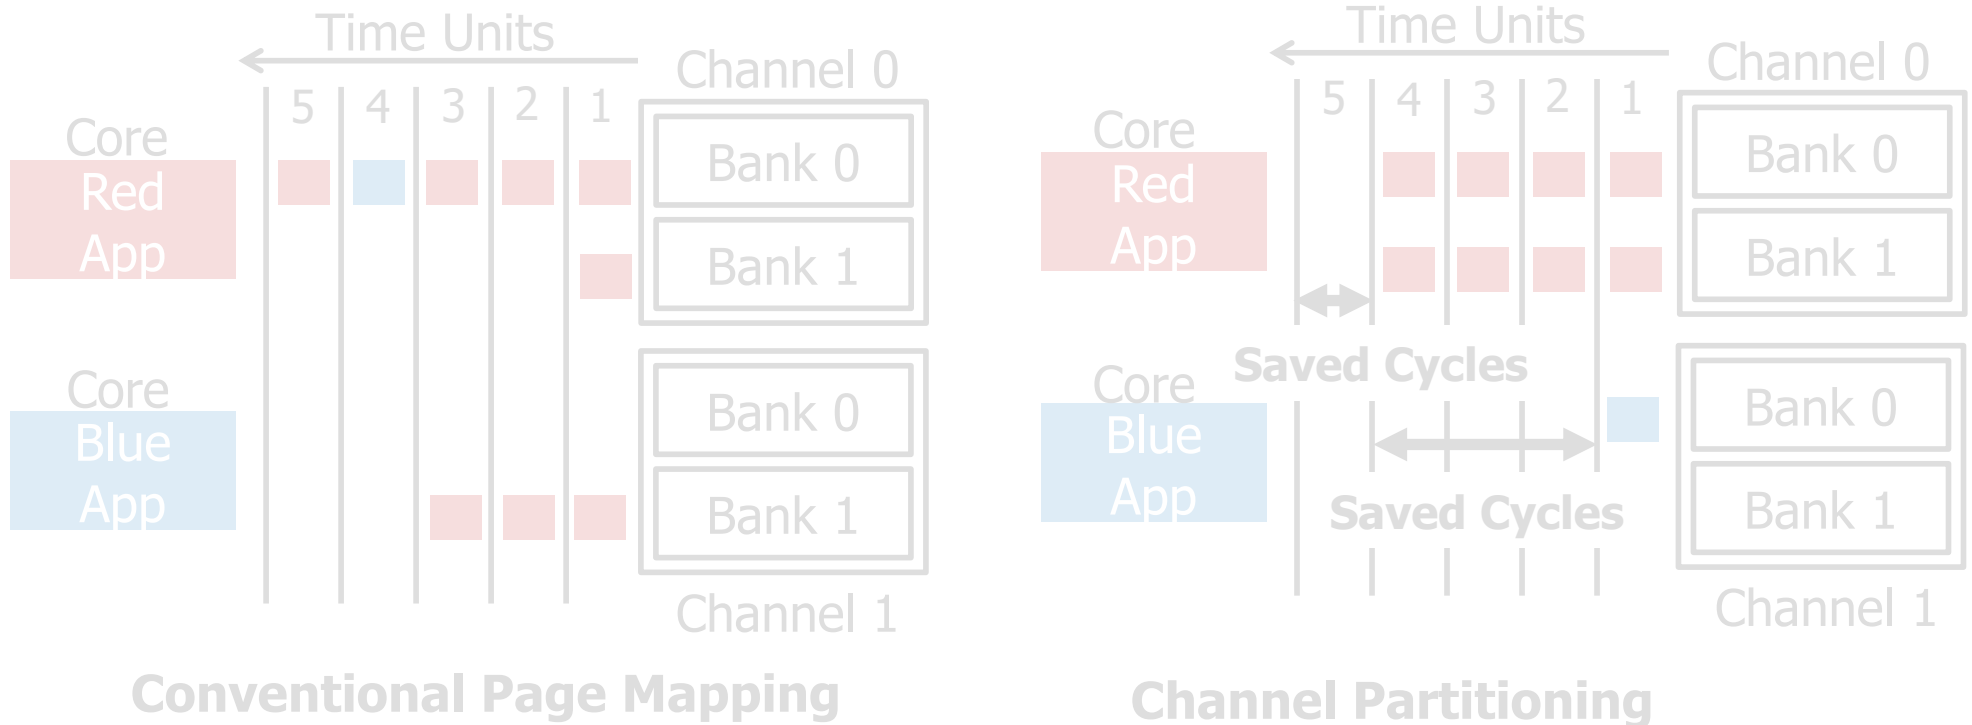 Time Units
Channel 0
5 4 3 2 1
Core
Red
App
Bank 0
Bank 1
Core
Blue
App
Bank 0
Bank 1
Channel 1
Conventional Page Mapping
Time Units
Channel 0
5 4 3 2 1
Core
Red
App
Bank 0
Bank 1
Saved Cycles
Core
Blue
App
Bank 0
Saved Cycles
Bank 1
Channel 1
Channel Partitioning